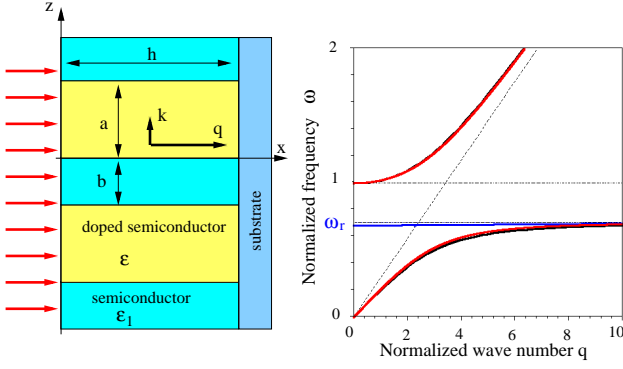 z
h
a
k
q
x
b
doped semiconductor
ε
semiconductor
ε1
substrate
Normalized frequency ω
2
1
ωr
0
0 2 4 6 8 10
Normalized wave number q